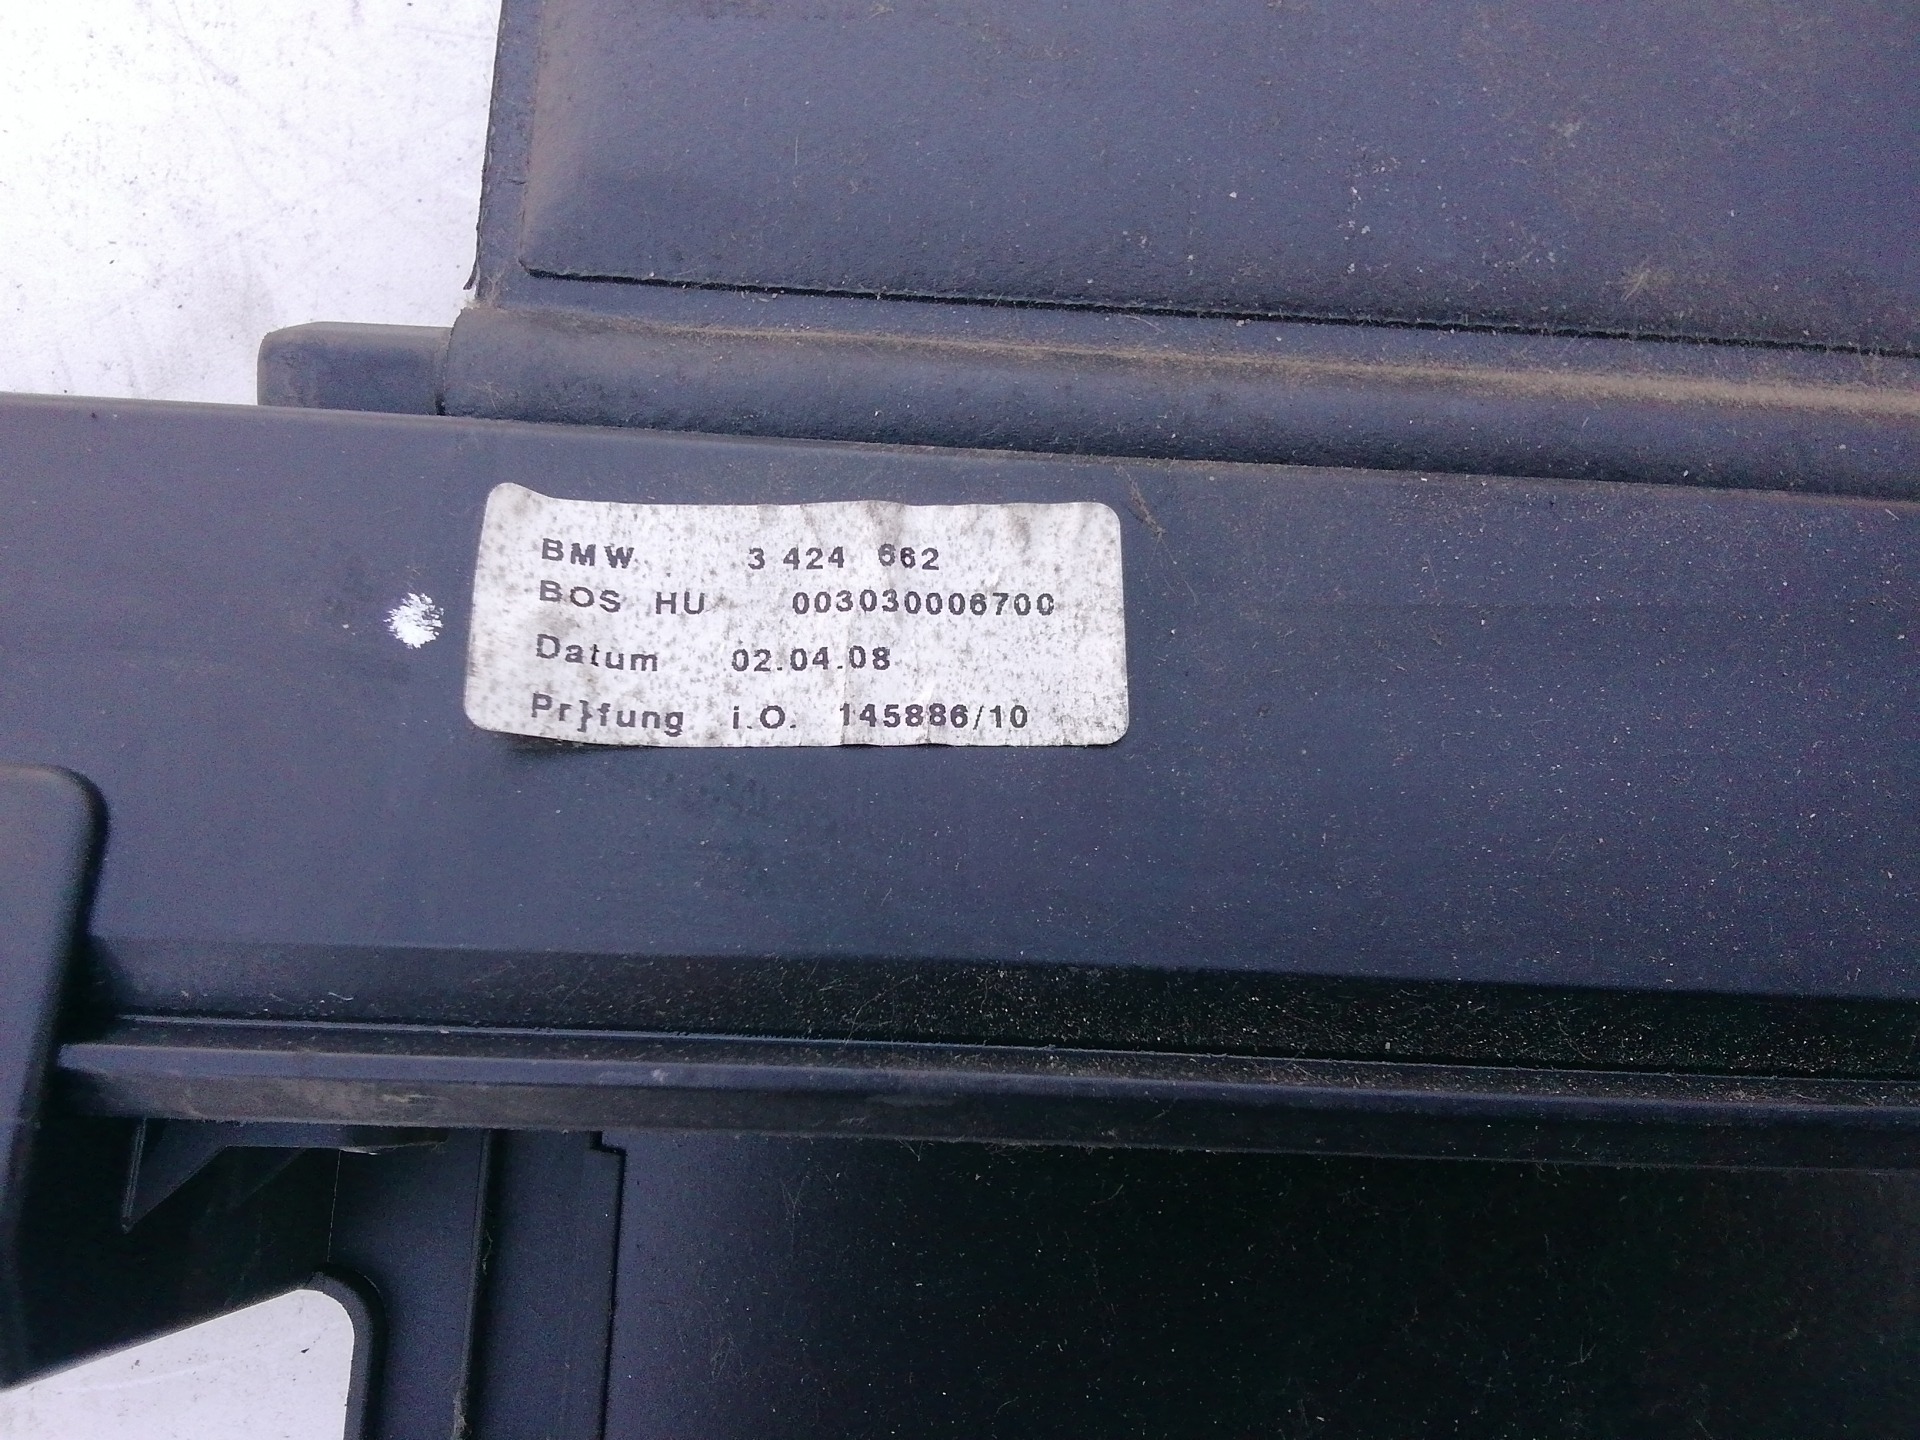 BMW 3 424 662
BOS HU 003030006700
Datum 02.04.08
Pr}fung i.O. 145886/10